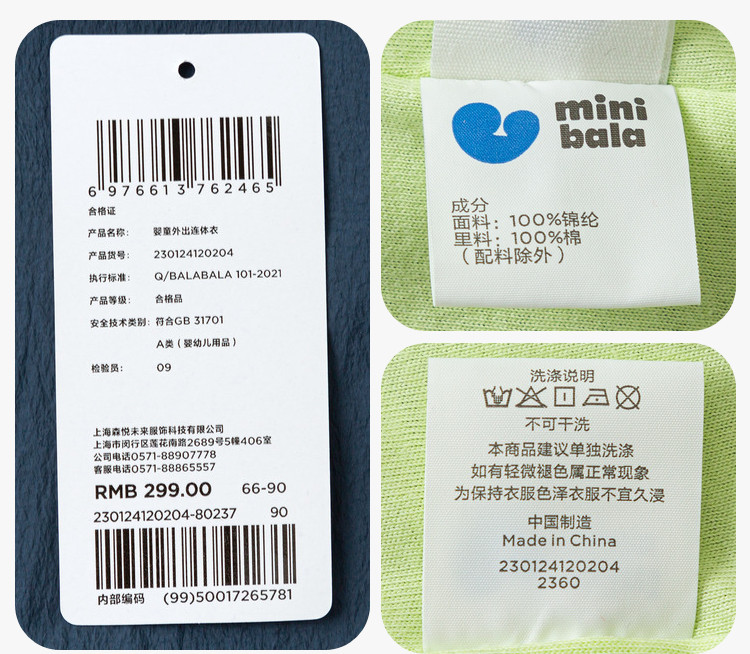 6 976613 762465
合格证
产品名称： 婴童外出连体衣
产品货号： 230124120204
执行标准： Q/BALABALA 101-2021
产品等级： 合格品
安全技术类别： 符合GB 31701
A类（婴幼儿用品）
检验员： 09
上海森悦未来服饰科技有限公司
上海市闵行区莲花南路2689号5幢406室
公司电话0571-88907778
客服电话0571-88865557
RMB 299.00 66-90
230124120204-80237 90
内部编码 (99)50017265781
mini
bala
成分
面料：100%锦纶
里料：100%棉
（配料除外）
洗涤说明
不可干洗
本商品建议单独洗涤
如有轻微褪色属正常现象
为保持衣服色泽衣服不宜久浸
中国制造
Made in China
230124120204
2360